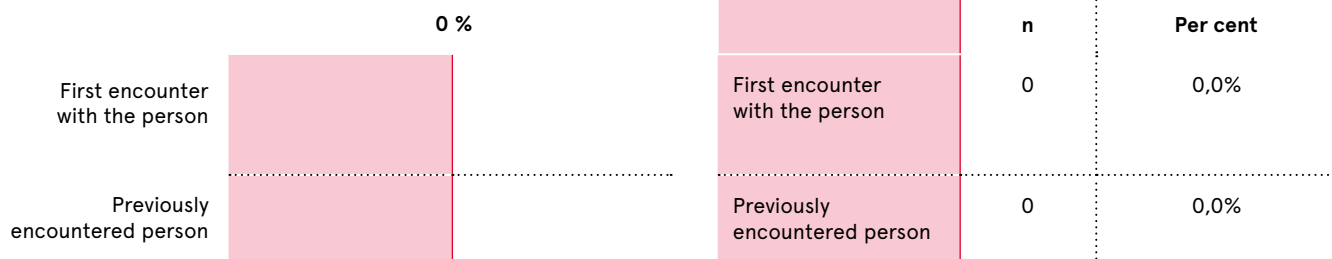 0 %
First encounter
with the person
Previously
encountered person
n
Per cent
First encounter
with the person
0
0,0%
Previously
encountered person
0
0,0%